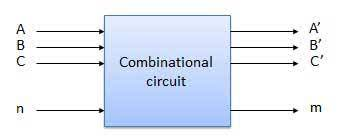 A A’
B B’
C C’
Combinational
circuit
n m